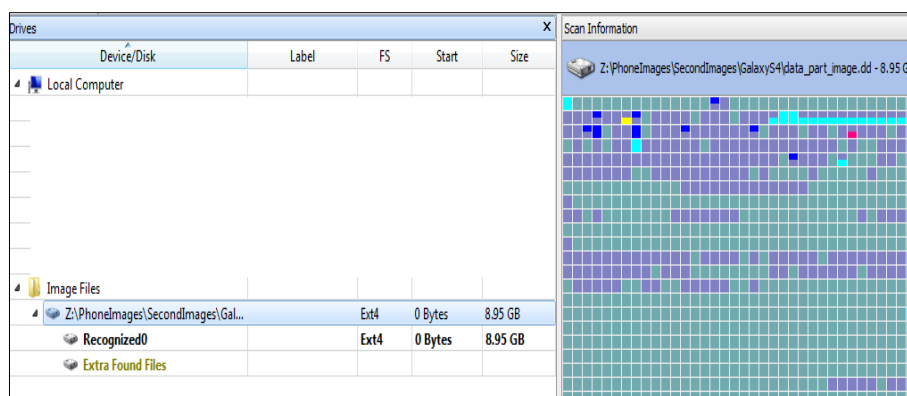 Drives X
Device/Disk Label FS Start Size
Local Computer
Image Files
Z:\PhoneImages\SecondImages\Gal... Ext4 0 Bytes 8.95 GB
Recognized0 Ext4 0 Bytes 8.95 GB
Extra Found Files
Scan Information
Z:\PhoneImages\SecondImages\GalaxyS4\data_part_image.dd - 8.95 G